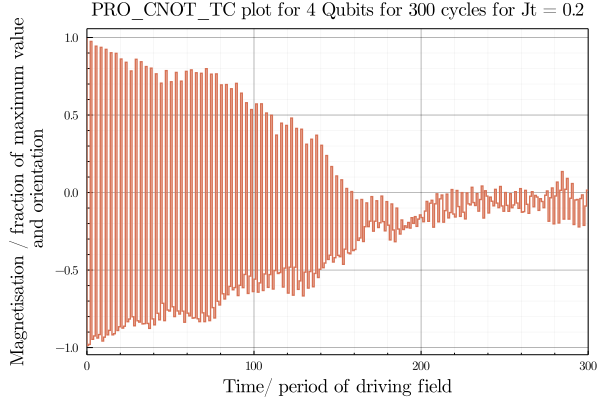 PRO_CNOT_TC plot for 4 Qubits for 300 cycles for Jt = 0.2
Magnetisation / fraction of maximum value
and orientation
1.0
0.5
0.0
−0.5
−1.0
0
100
200
300
Time/ period of driving field